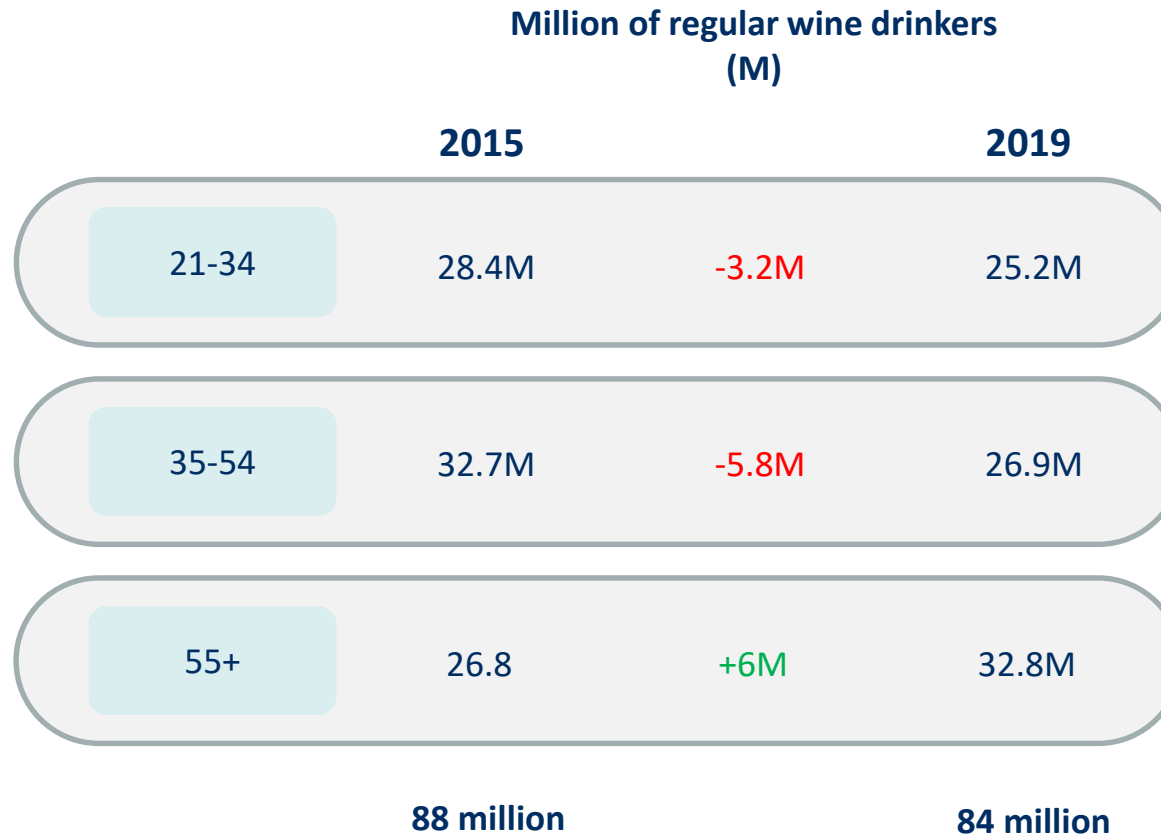 Million of regular wine drinkers
(M)
2015 2019
21-34 28.4M -3.2M 25.2M
35-54 32.7M -5.8M 26.9M
55+ 26.8 +6M 32.8M
88 million 84 million